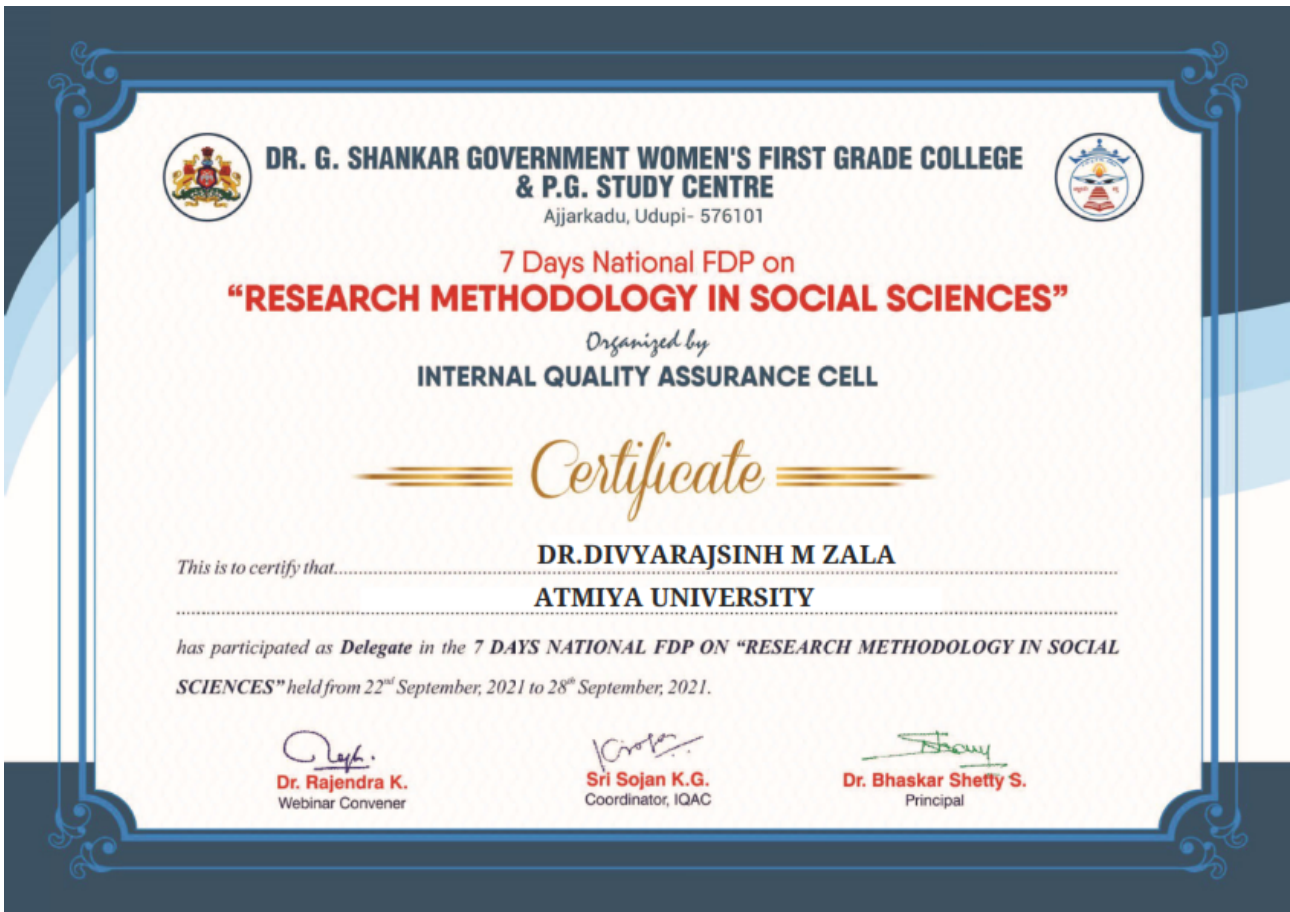 DR. G. SHANKAR GOVERNMENT WOMEN'S FIRST GRADE COLLEGE
& P.G. STUDY CENTRE
Ajjarkadu, Udupi- 576101
7 Days National FDP on
“RESEARCH METHODOLOGY IN SOCIAL SCIENCES”
Organized by
INTERNAL QUALITY ASSURANCE CELL
Certificate
This is to certify that DR.DIVYARAJSINH M ZALA
ATMIYA UNIVERSITY
has participated as Delegate in the 7 DAYS NATIONAL FDP ON “RESEARCH METHODOLOGY IN SOCIAL
SCIENCES” held from 22nd September, 2021 to 28th September, 2021.
Dr. Rajendra K. Sri Sojan K.G. Dr. Bhaskar Shetty S.
Webinar Convener Coordinator, IQAC Principal